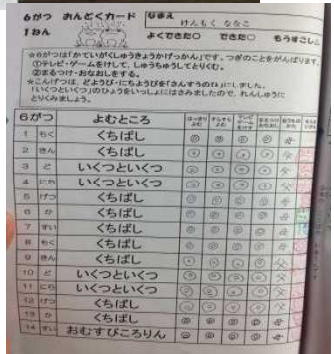 6がつ おんどくカード
なまえ
けんもく ななこ
1ねん
よくできた◎ できた○ もうすこし△
☆6がつは「かていがくしゅうきょうかげっかん」です。つぎのことをがんばります。
①テレビ・ゲームをけして、しゅうちゅうしてとりくむ。
②まるつけ・おなおしをする。
☆こんげつは、どようび・にちようびを「さんすうのひ」にしました。
「いくつといくつ」のひょうをいっしょにはさみましたので、れんしゅうに
とりくみましょう。
6がつ よむところ
1 もく くちばし ◎ ◎ ◎ ◎
2 きん くちばし ◎ ◎ ◎ ◎
3 ど いくつといくつ ◎ ◎ ◎ ◎
4 にち いくつといくつ ◎ ◎ ◎ ◎
5 げつ くちばし ◎ ◎ ◎ ◎
6 か くちばし ◎ ◎ ◎ ◎
7 すい くちばし ◎ ◎ ◎ ◎
8 もく くちばし ◎ ◎ ◎ ◎
9 きん くちばし ◎ ◎ ◎ ◎
10 ど いくつといくつ ◎ ◎ ◎ ◎
11 にち いくつといくつ ◎ ◎ ◎ ◎
12 げつ くちばし ◎ ◎ ◎ ◎
13 か くちばし ◎ ◎ ◎ ◎
14 すい おむすびころりん ◎ ◎ ◎ ◎